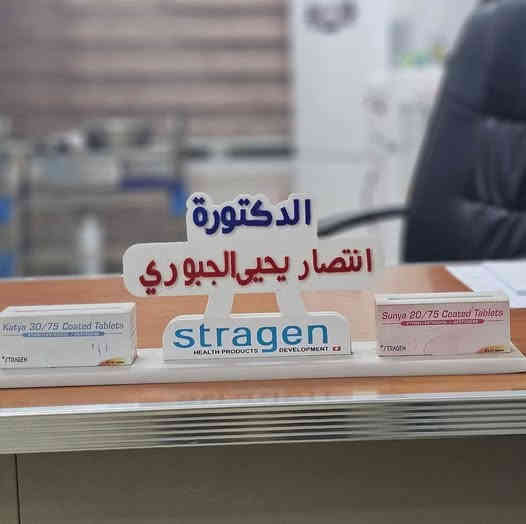 الدكتورة
انتصار يحيى الجبوري
stragen
HEALTH PRODUCTS DEVELOPMENT
Katya 30/75 Coated Tablets
STRAGEN
Sunya 20/75 Coated Tablets
STRAGEN